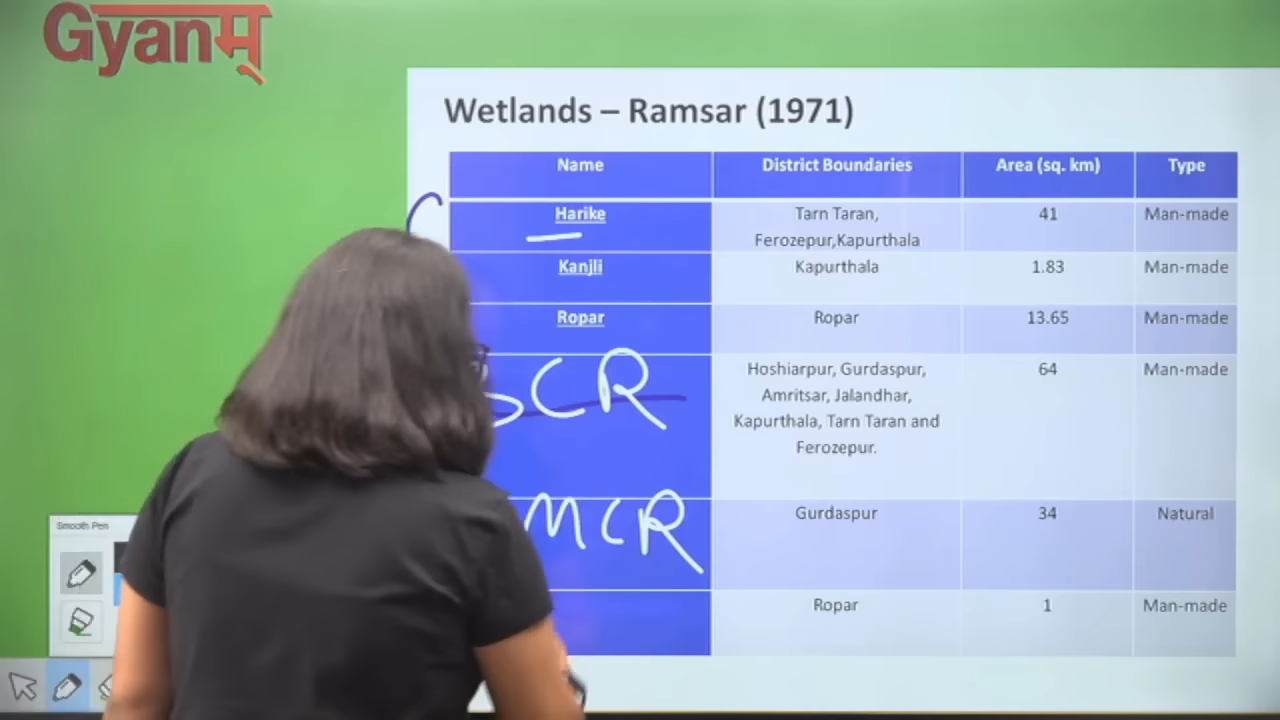 Gyanम्
Wetlands – Ramsar (1971)
Name District Boundaries Area (sq. km) Type
Harike Tarn Taran, 41 Man-made
Ferozepur,Kapurthala
Kanjli Kapurthala 1.83 Man-made
Ropar Ropar 13.65 Man-made
Hoshiarpur, Gurdaspur, 64 Man-made
Amritsar, Jalandhar,
Kapurthala, Tarn Taran and
Ferozepur.
CR
MCR Gurdaspur 34 Natural
Ropar 1 Man-made
Smooth Pen